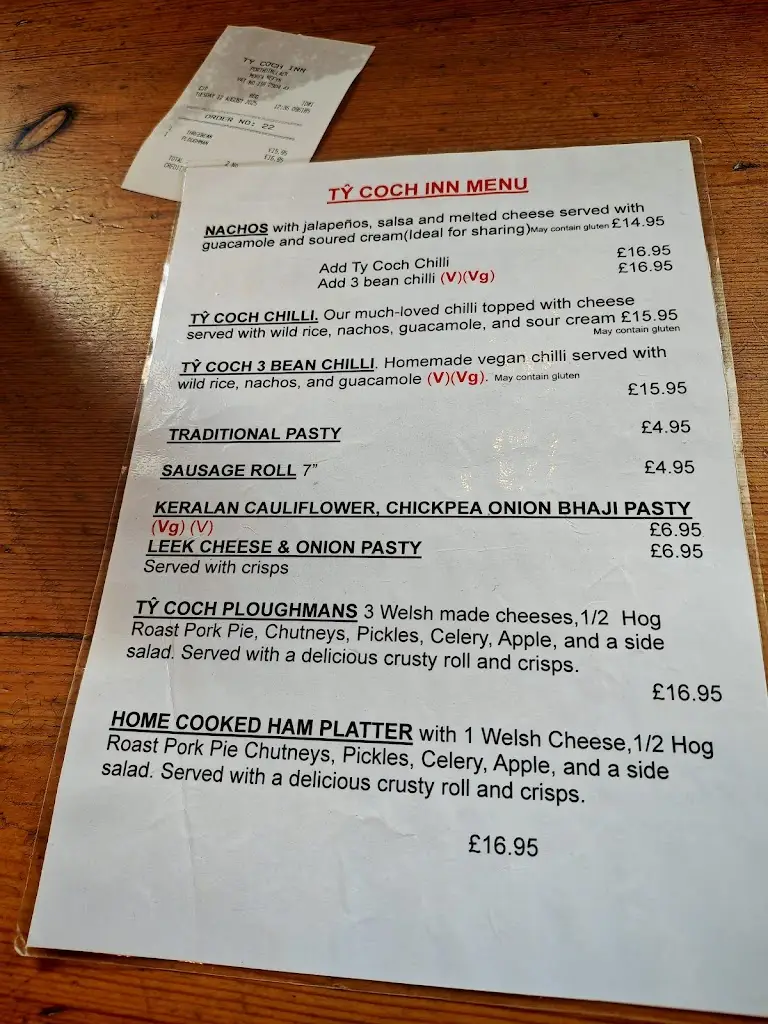 TY COCH INN
ORDER NO: 22
THREEBEAN £15.95
PLOUGHMAN £16.95
TOTAL
TŶ COCH INN MENU
NACHOS with jalapeños, salsa and melted cheese served with
guacamole and soured cream(Ideal for sharing)May contain gluten £14.95
Add Ty Coch Chilli £16.95
Add 3 bean chilli (V)(Vg) £16.95
TŶ COCH CHILLI. Our much-loved chilli topped with cheese
served with wild rice, nachos, guacamole, and sour cream £15.95
May contain gluten
TŶ COCH 3 BEAN CHILLI. Homemade vegan chilli served with
wild rice, nachos, and guacamole (V)(Vg). May contain gluten
£15.95
TRADITIONAL PASTY £4.95
SAUSAGE ROLL 7” £4.95
KERALAN CAULIFLOWER, CHICKPEA ONION BHAJI PASTY
(Vg) (V) £6.95
LEEK CHEESE & ONION PASTY £6.95
Served with crisps
TŶ COCH PLOUGHMANS 3 Welsh made cheeses,1/2 Hog
Roast Pork Pie, Chutneys, Pickles, Celery, Apple, and a side
salad. Served with a delicious crusty roll and crisps.
£16.95
HOME COOKED HAM PLATTER with 1 Welsh Cheese,1/2 Hog
Roast Pork Pie Chutneys, Pickles, Celery, Apple, and a side
salad. Served with a delicious crusty roll and crisps.
£16.95